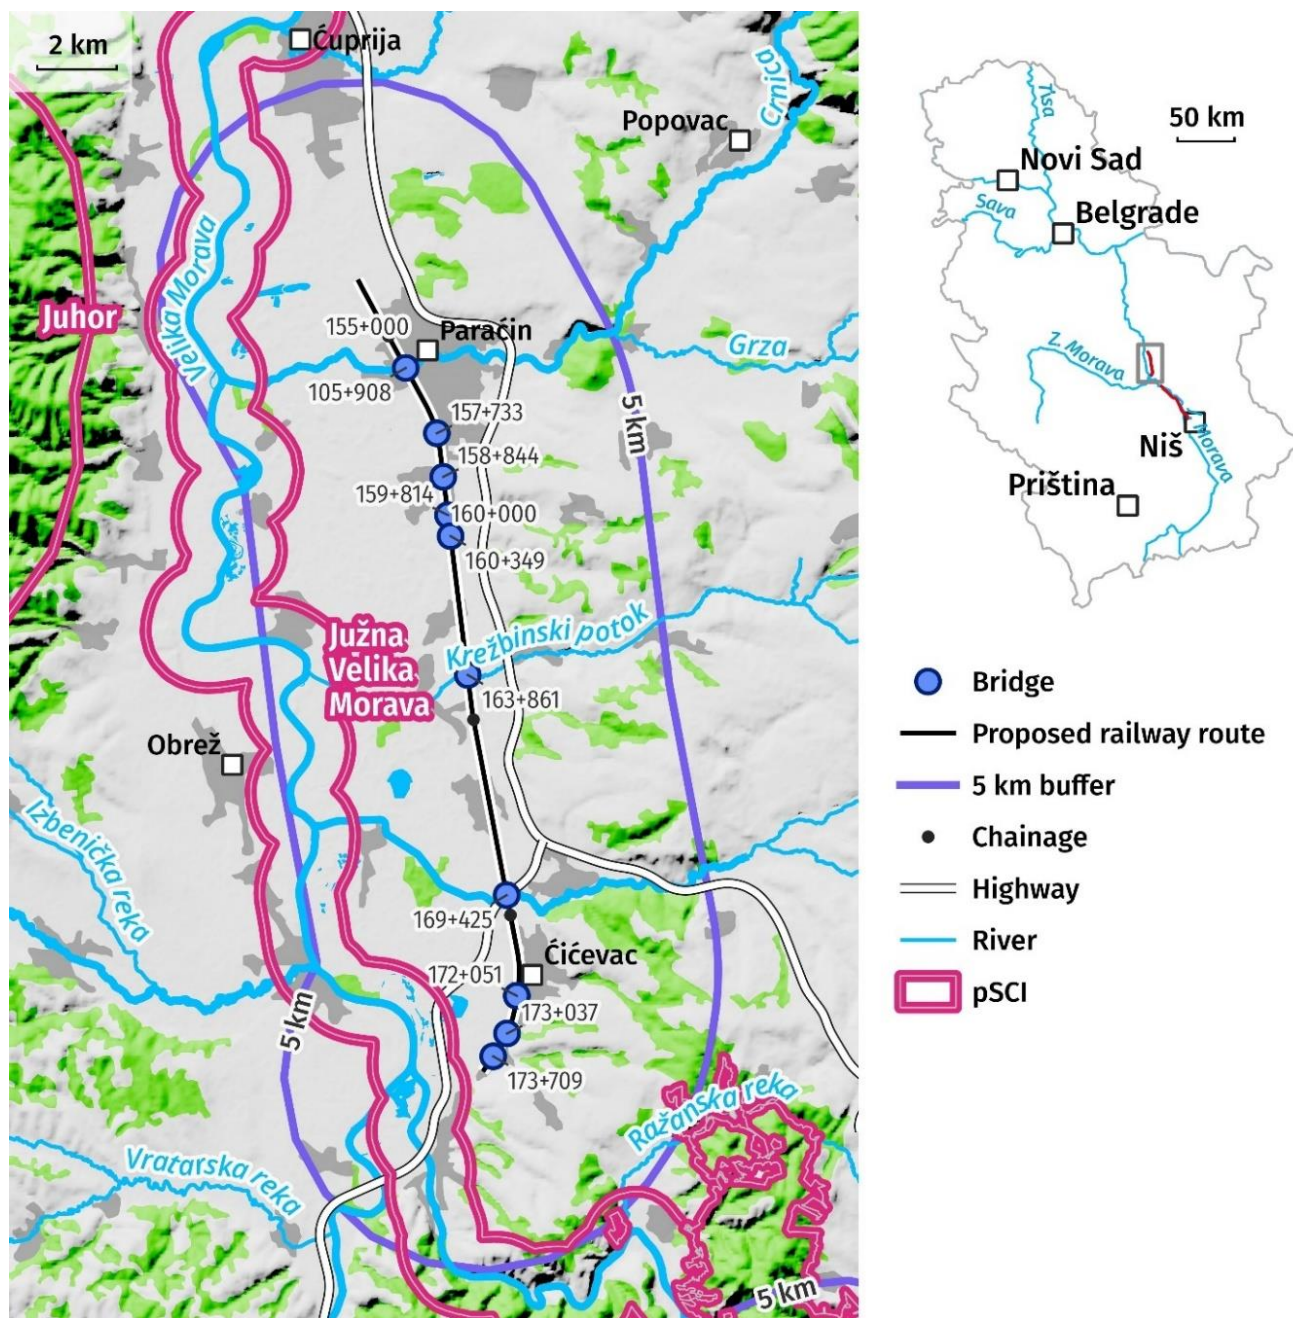 2 km
Ćuprija
Popovac
Crnica
Velika Morava
Juhor
155+000
Paraćin
Grza
105+908
5 km
157+733
158+844
159+814
160+000
160+349
Južna
Velika
Morava
Krežbinski potok
163+861
Obrež
Izbenička reka
169+425
Ćićevac
172+051
173+037
5 km
173+709
Ražanska reka
Vratarska reka
5 km
Tisa
50 km
Novi Sad
Sava
Belgrade
Z. Morava
Niš
Morava
Priština
Bridge
Proposed railway route
5 km buffer
Chainage
Highway
River
pSCI